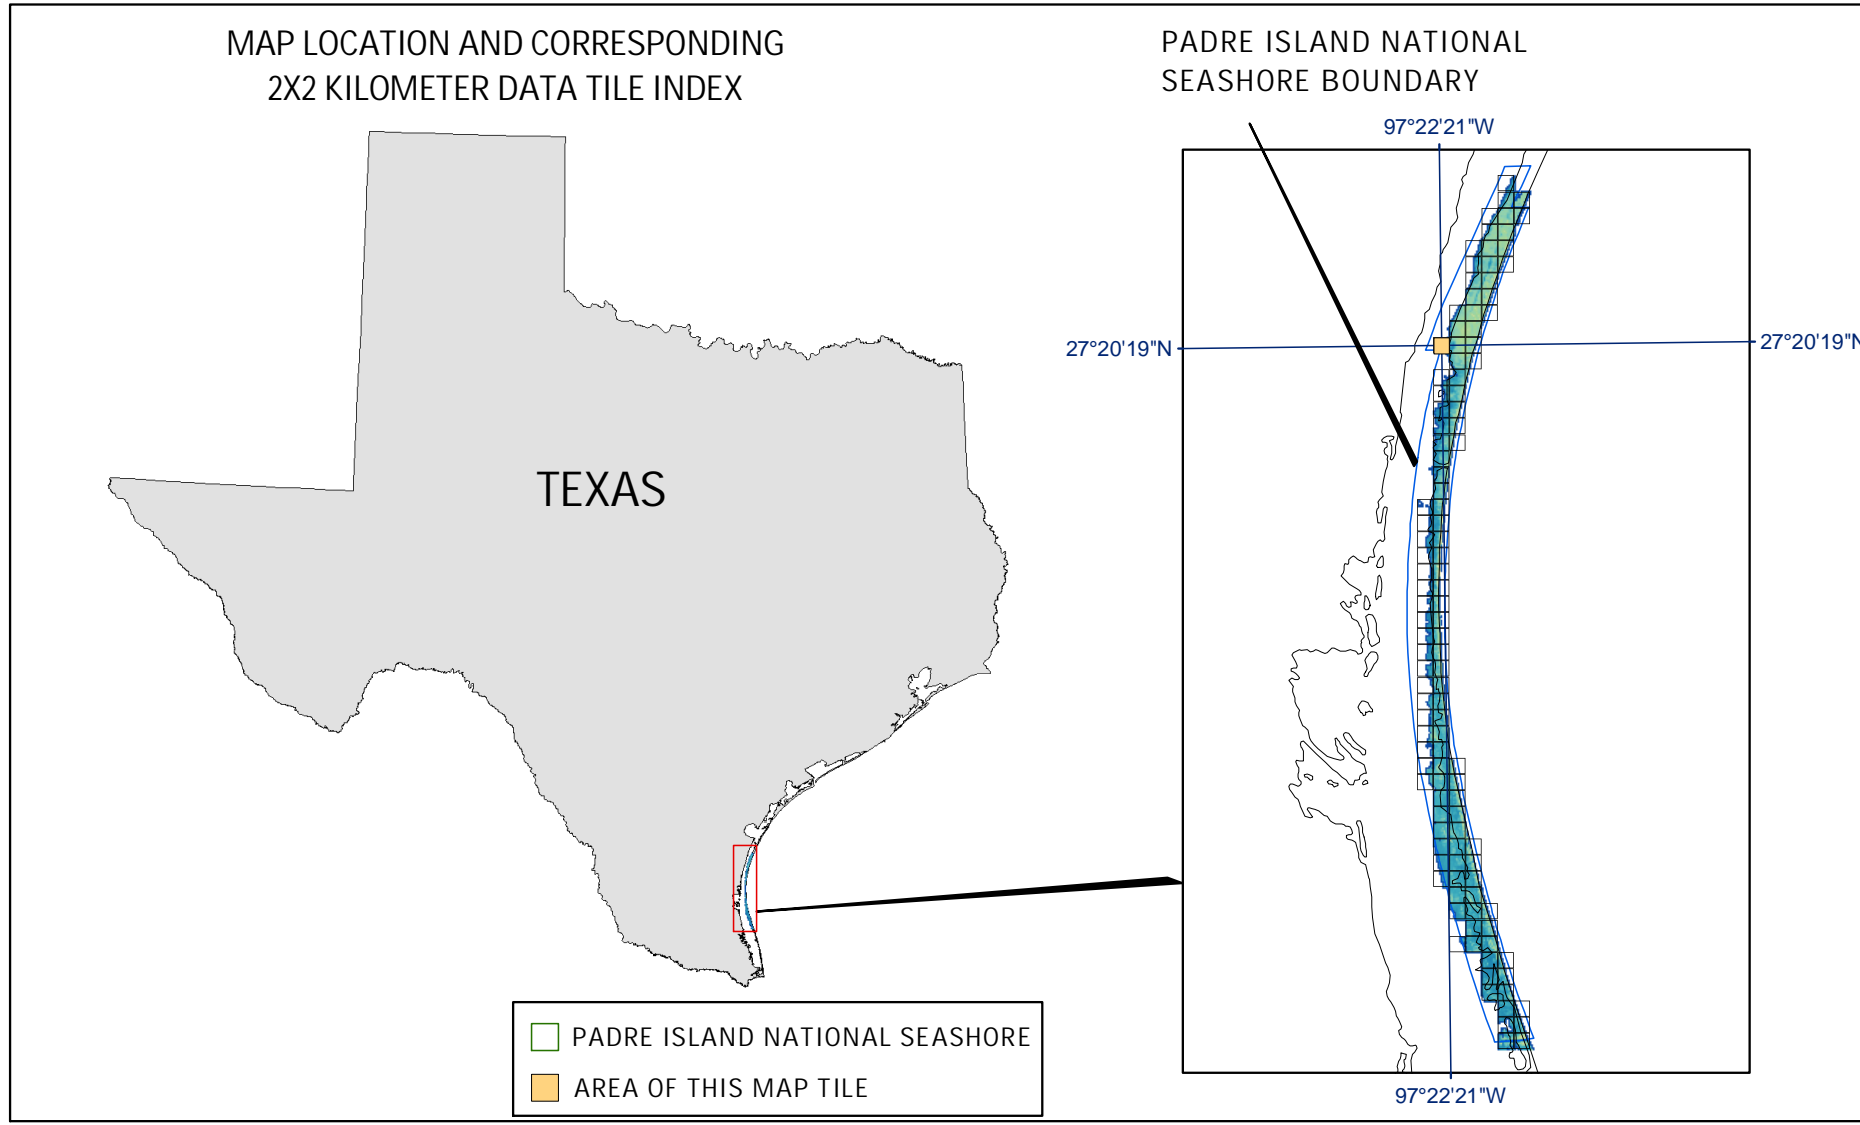 MAP LOCATION AND CORRESPONDING
2X2 KILOMETER DATA TILE INDEX
PADRE ISLAND NATIONAL
SEASHORE BOUNDARY
97°22'21"W
27°20'19"N
27°20'19"N
TEXAS
PADRE ISLAND NATIONAL SEASHORE
AREA OF THIS MAP TILE
97°22'21"W